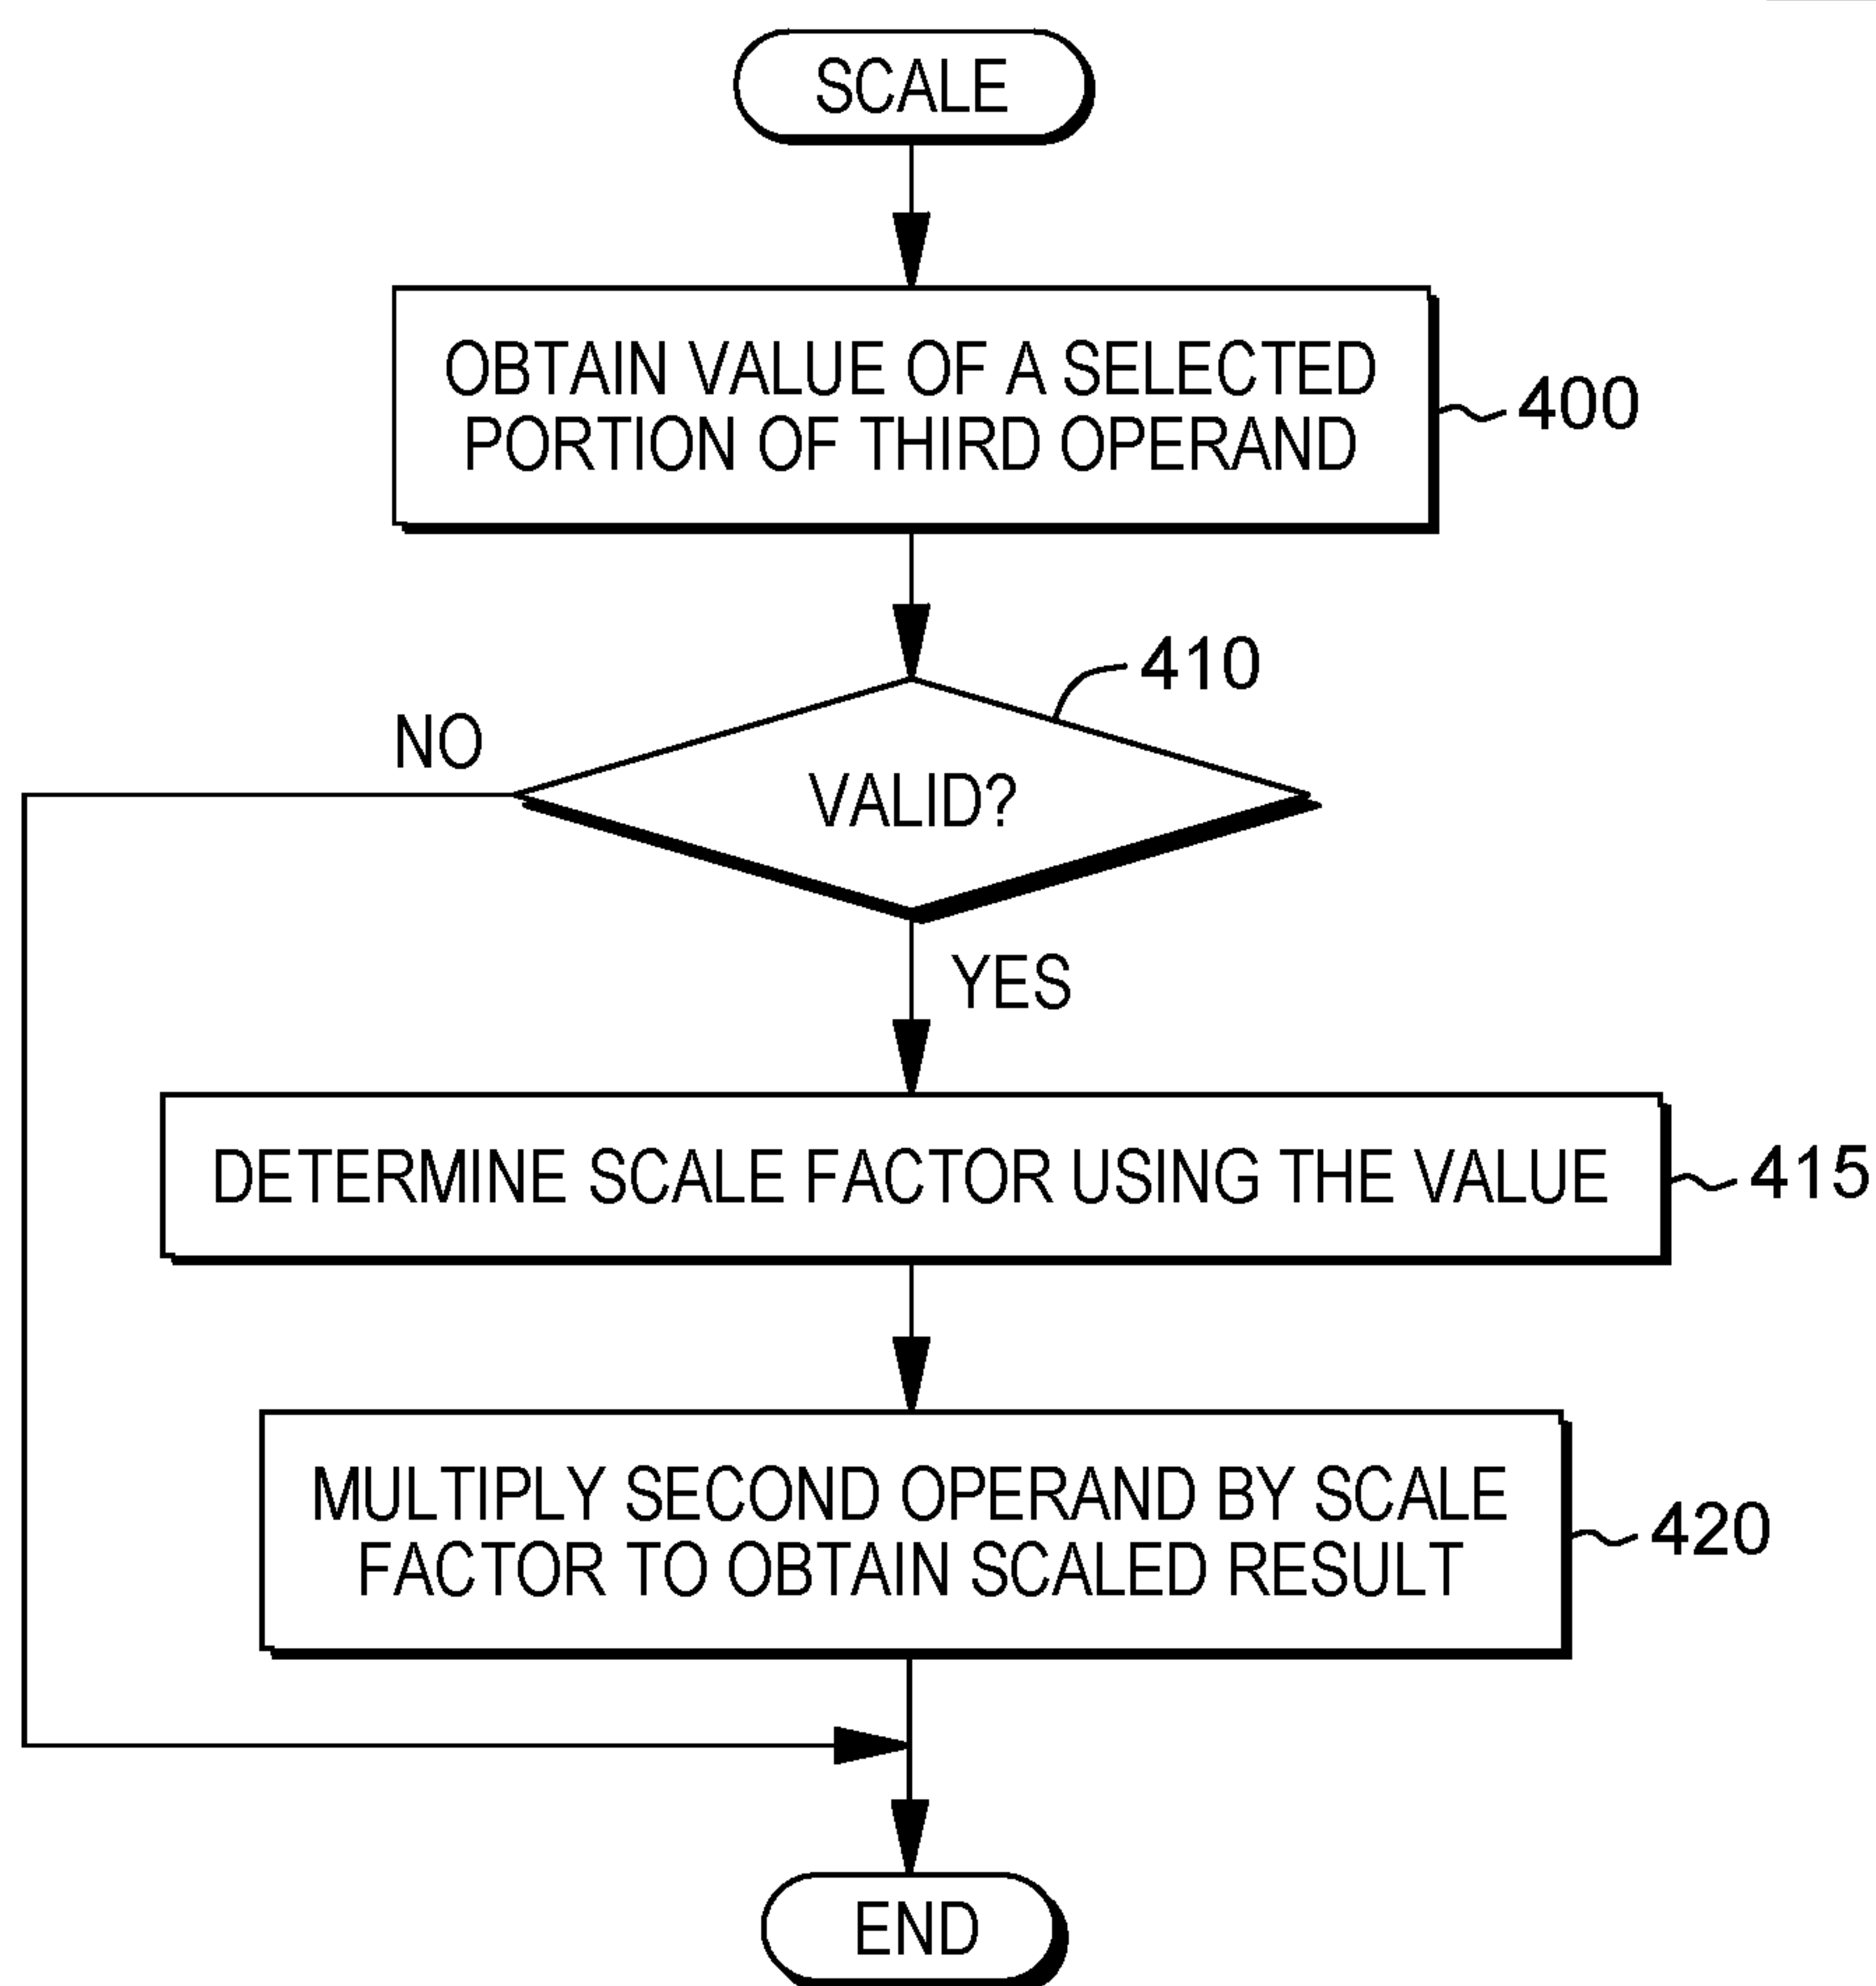 SCALE
OBTAIN VALUE OF A SELECTED
PORTION OF THIRD OPERAND
400
410
NO
VALID?
YES
DETERMINE SCALE FACTOR USING THE VALUE
415
MULTIPLY SECOND OPERAND BY SCALE
FACTOR TO OBTAIN SCALED RESULT
420
END